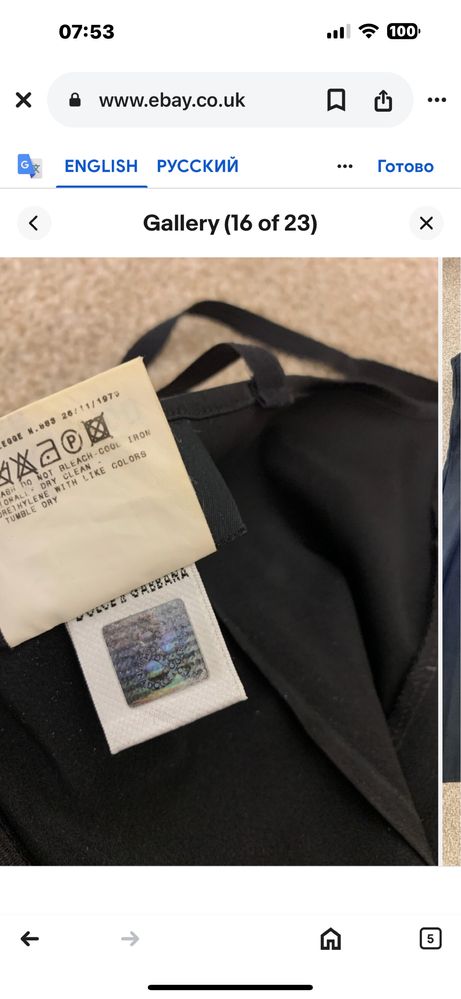 07:53
100
www.ebay.co.uk
ENGLISH РУССКИЙ ... Готово
Gallery (16 of 23)
LEGGE N.883 26/11/1973
DO NOT BLEACH-COOL IRON
DRY CLEAN -
WITH LIKE COLORS
TUMBLE DRY
DOLCE & GABBANA
5